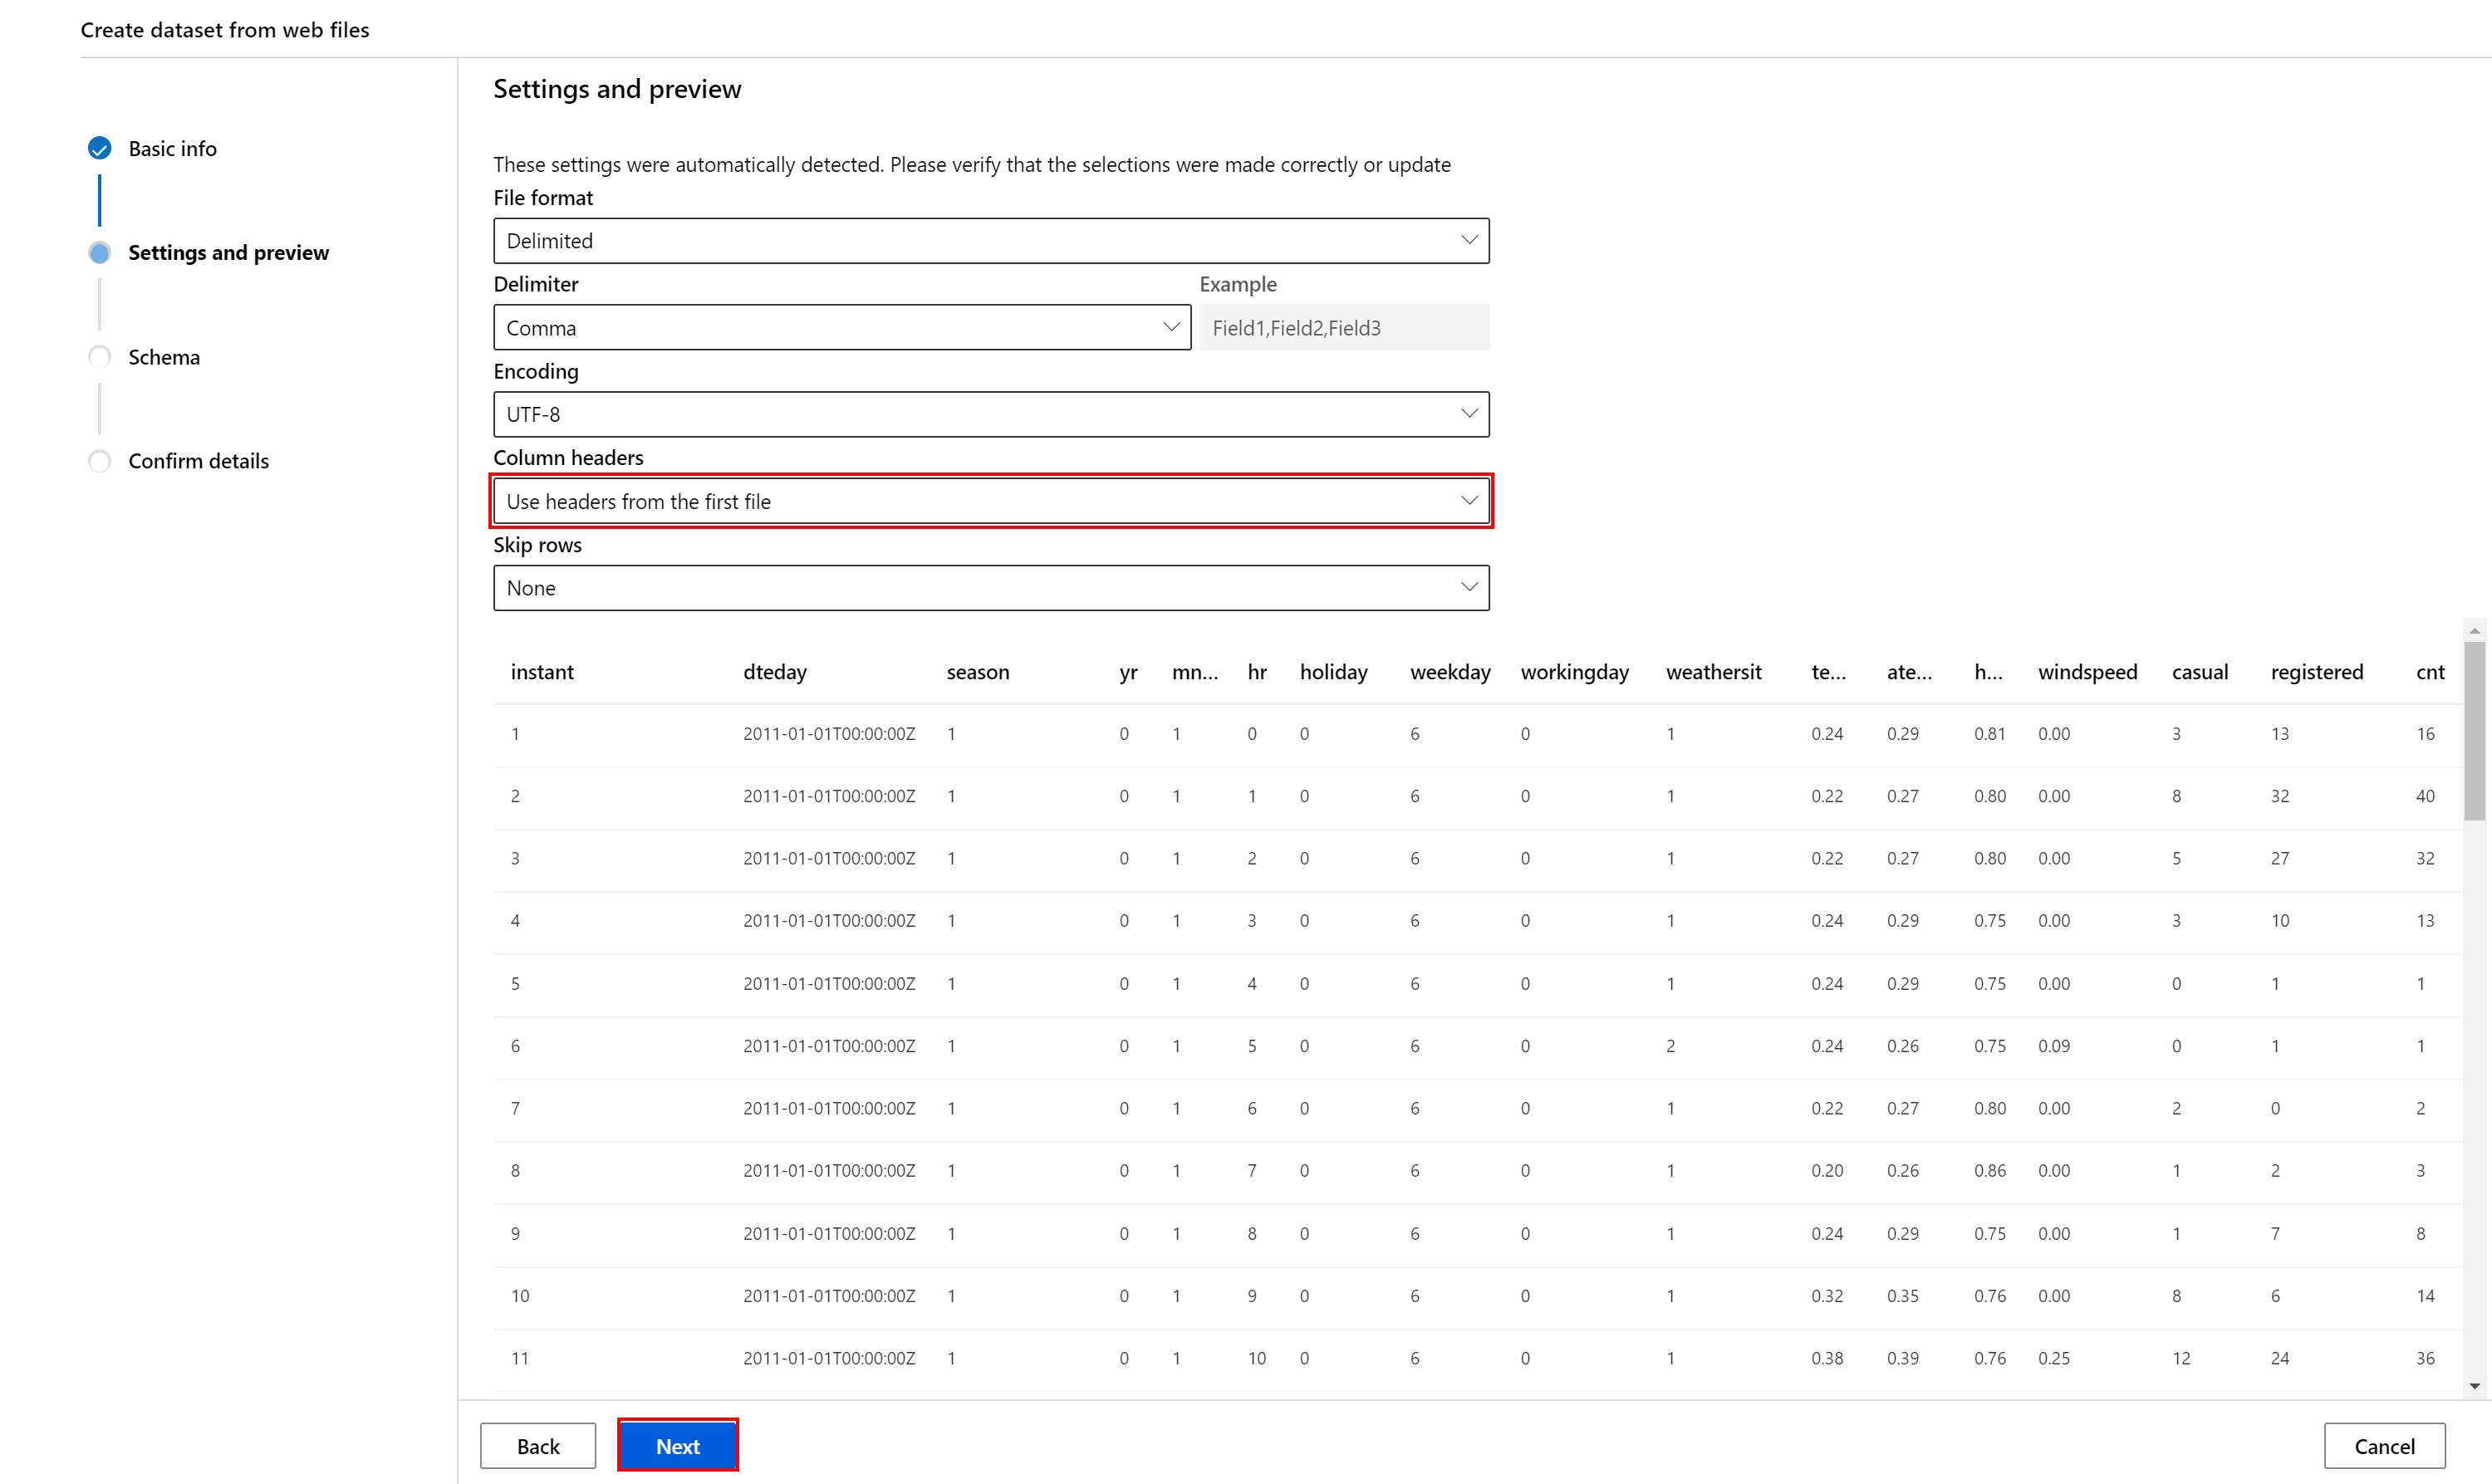 Create dataset from web files
Basic info
Settings and preview
Schema
Confirm details
Settings and preview
These settings were automatically detected. Please verify that the selections were made correctly or update
File format
Delimited
Delimiter Example
Comma Field1,Field2,Field3
Encoding
UTF-8
Column headers
Use headers from the first file
Skip rows
None
instant dteday season yr mn... hr holiday weekday workingday weathersit te... ate... h... windspeed casual registered cnt
1 2011-01-01T00:00:00Z 1 0 1 0 0 6 0 1 0.24 0.29 0.81 0.00 3 13 16
2 2011-01-01T00:00:00Z 1 0 1 1 0 6 0 1 0.22 0.27 0.80 0.00 8 32 40
3 2011-01-01T00:00:00Z 1 0 1 2 0 6 0 1 0.22 0.27 0.80 0.00 5 27 32
4 2011-01-01T00:00:00Z 1 0 1 3 0 6 0 1 0.24 0.29 0.75 0.00 3 10 13
5 2011-01-01T00:00:00Z 1 0 1 4 0 6 0 1 0.24 0.29 0.75 0.00 0 1 1
6 2011-01-01T00:00:00Z 1 0 1 5 0 6 0 2 0.24 0.26 0.75 0.09 0 1 1
7 2011-01-01T00:00:00Z 1 0 1 6 0 6 0 1 0.22 0.27 0.80 0.00 2 0 2
8 2011-01-01T00:00:00Z 1 0 1 7 0 6 0 1 0.20 0.26 0.86 0.00 1 2 3
9 2011-01-01T00:00:00Z 1 0 1 8 0 6 0 1 0.24 0.29 0.75 0.00 1 7 8
10 2011-01-01T00:00:00Z 1 0 1 9 0 6 0 1 0.32 0.35 0.76 0.00 8 6 14
11 2011-01-01T00:00:00Z 1 0 1 10 0 6 0 1 0.38 0.39 0.76 0.25 12 24 36
Back Next Cancel